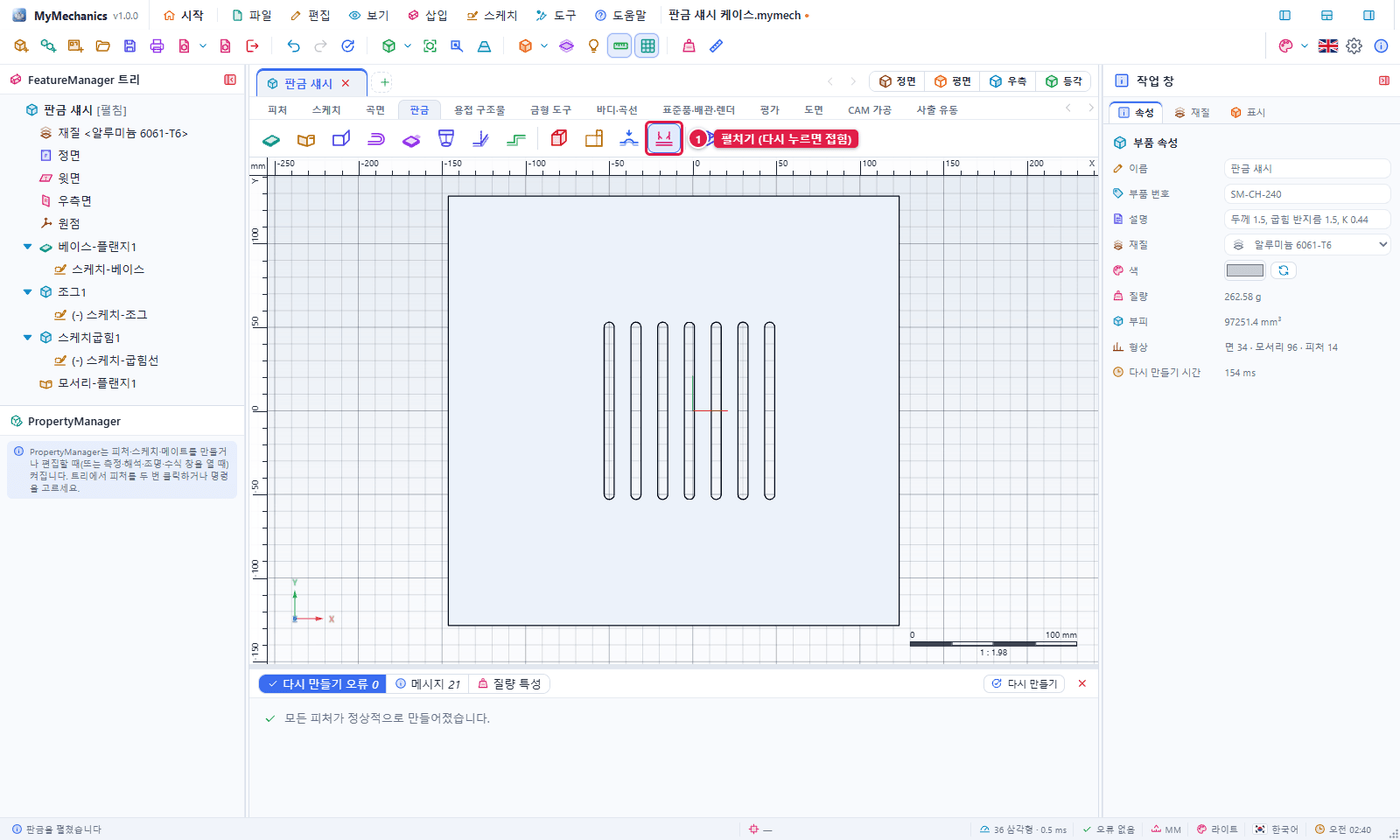 MyMechanics v1.0.0
시작
파일
편집
보기
삽입
스케치
도구
도움말
판금 섀시 케이스.mymech •
FeatureManager 트리
판금 섀시 [펼침]
재질 <알루미늄 6061-T6>
정면
윗면
우측면
원점
베이스-플랜지1
스케치-베이스
조그1
(-) 스케치-조그
스케치굽힘1
(-) 스케치-굽힘선
모서리-플랜지1
PropertyManager
PropertyManager는 피처·스케치·메이트를 만들거
나 편집할 때(또는 측정·해석·조명·수식 창을 열 때)
켜집니다. 트리에서 피처를 두 번 클릭하거나 명령
을 고르세요.
판금 섀시
정면
평면
우측
등각
피처
스케치
곡면
판금
용접 구조물
금형 도구
바디·곡선
표준품·배관·렌더
평가
도면
CAM 가공
사출 유동
1 펼치기 (다시 누르면 접힘)
mm -250 -200 -150 -100 -50 0 50 100 150 200 X
Y
100
50
0
-50
-100
-150
Y
X
0 100 mm
1 : 1.98
다시 만들기 오류 0
메시지 21
질량 특성
다시 만들기
모든 피처가 정상적으로 만들어졌습니다.
작업 창
속성
재질
표시
부품 속성
이름 판금 섀시
부품 번호 SM-CH-240
설명 두께 1.5, 굽힘 반지름 1.5, K 0.44
재질 알루미늄 6061-T6
색
질량 262.58 g
부피 97251.4 mm³
형상 면 34 · 모서리 96 · 피처 14
다시 만들기 시간 154 ms
판금을 펼쳤습니다
—
36 삼각형 · 0.5 ms
오류 없음
MM
라이트
한국어
오전 02:40